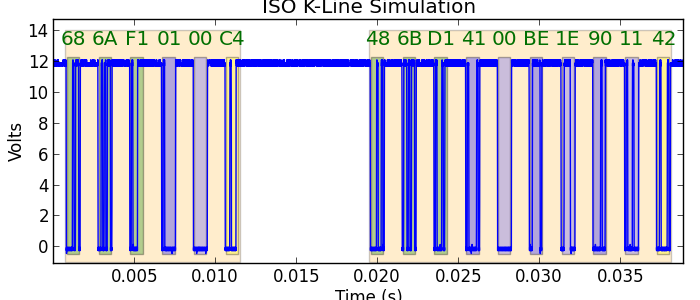 ISO K-Line Simulation
68 6A F1 01 00 C4 48 6B D1 41 00 BE 1E 90 11 42
14
12
10
8
6
4
2
0
Volts
0.005 0.010 0.015 0.020 0.025 0.030 0.035
Time (s)